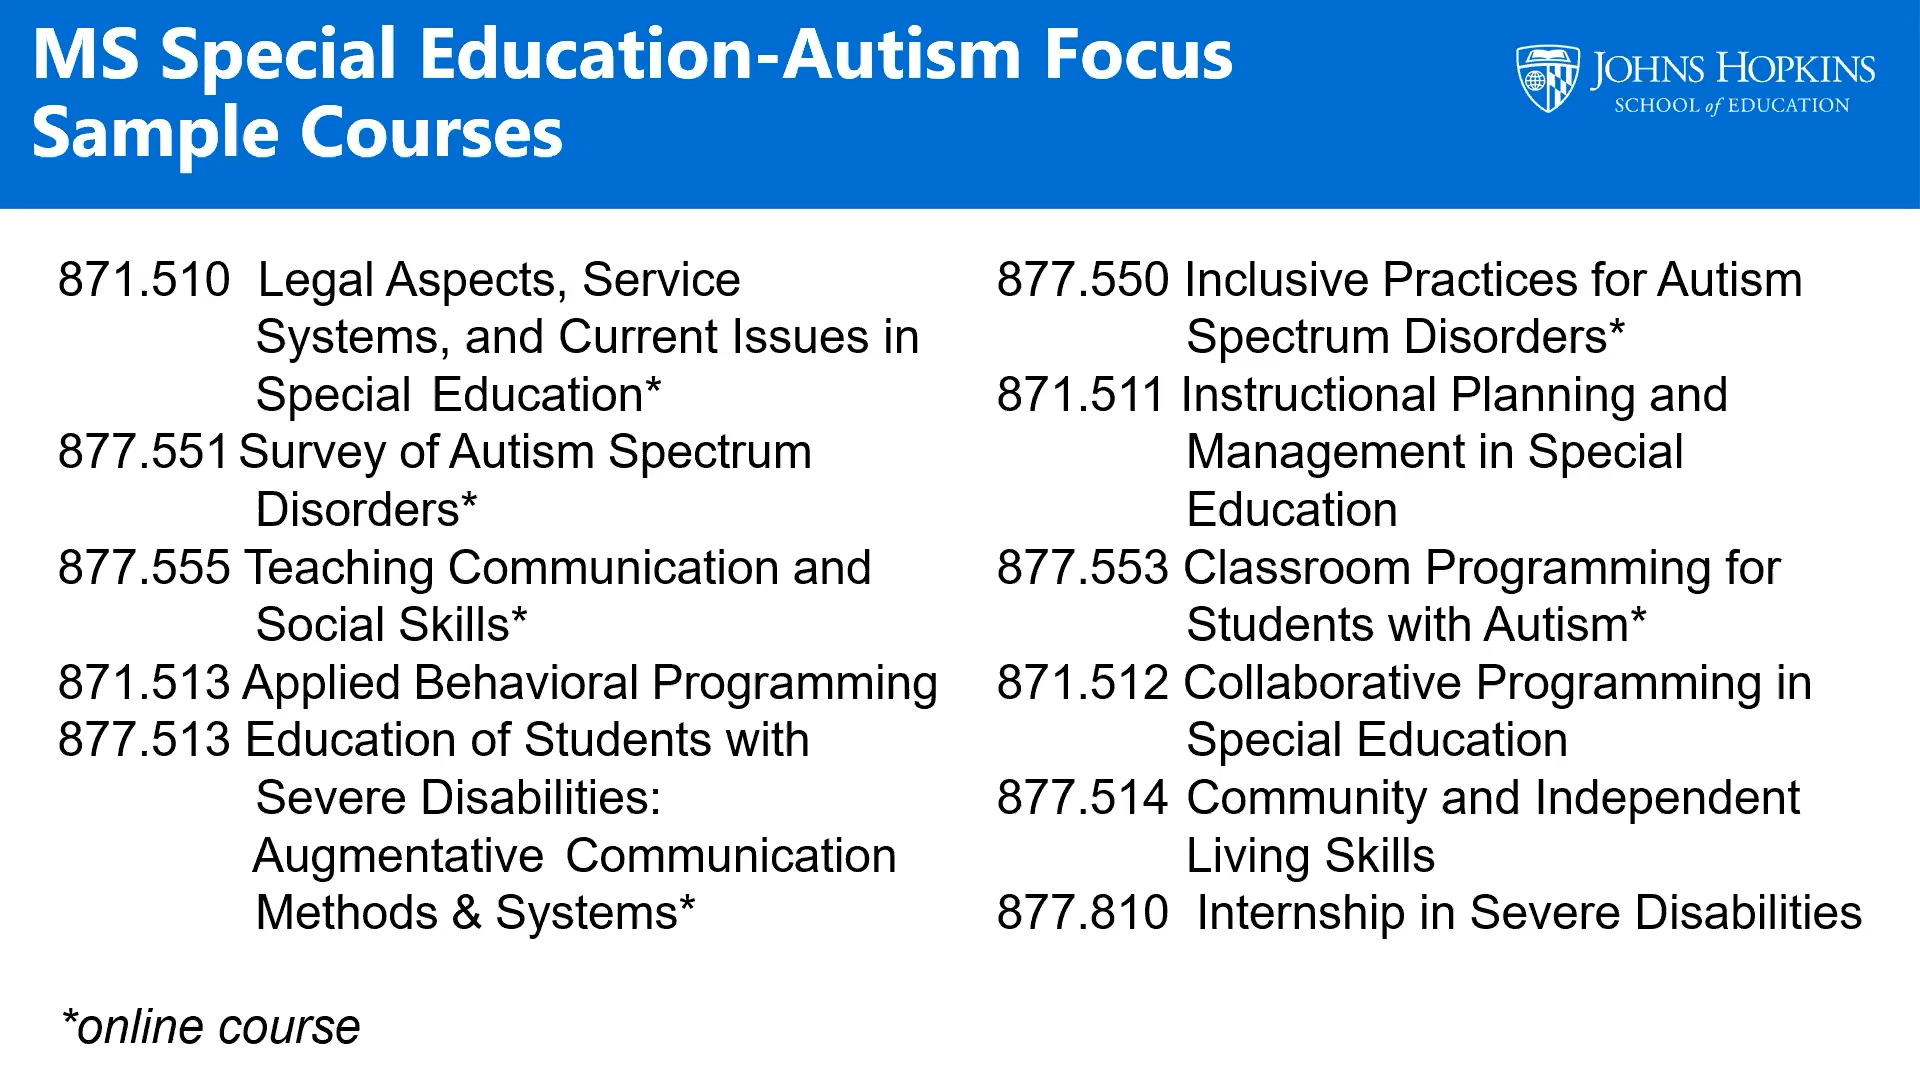 MS Special Education-Autism Focus
Sample Courses
JOHNS HOPKINS
SCHOOL of EDUCATION
871.510 Legal Aspects, Service
Systems, and Current Issues in
Special Education*
877.551 Survey of Autism Spectrum
Disorders*
877.555 Teaching Communication and
Social Skills*
871.513 Applied Behavioral Programming
877.513 Education of Students with
Severe Disabilities:
Augmentative Communication
Methods & Systems*
877.550 Inclusive Practices for Autism
Spectrum Disorders*
871.511 Instructional Planning and
Management in Special
Education
877.553 Classroom Programming for
Students with Autism*
871.512 Collaborative Programming in
Special Education
877.514 Community and Independent
Living Skills
877.810 Internship in Severe Disabilities
*online course